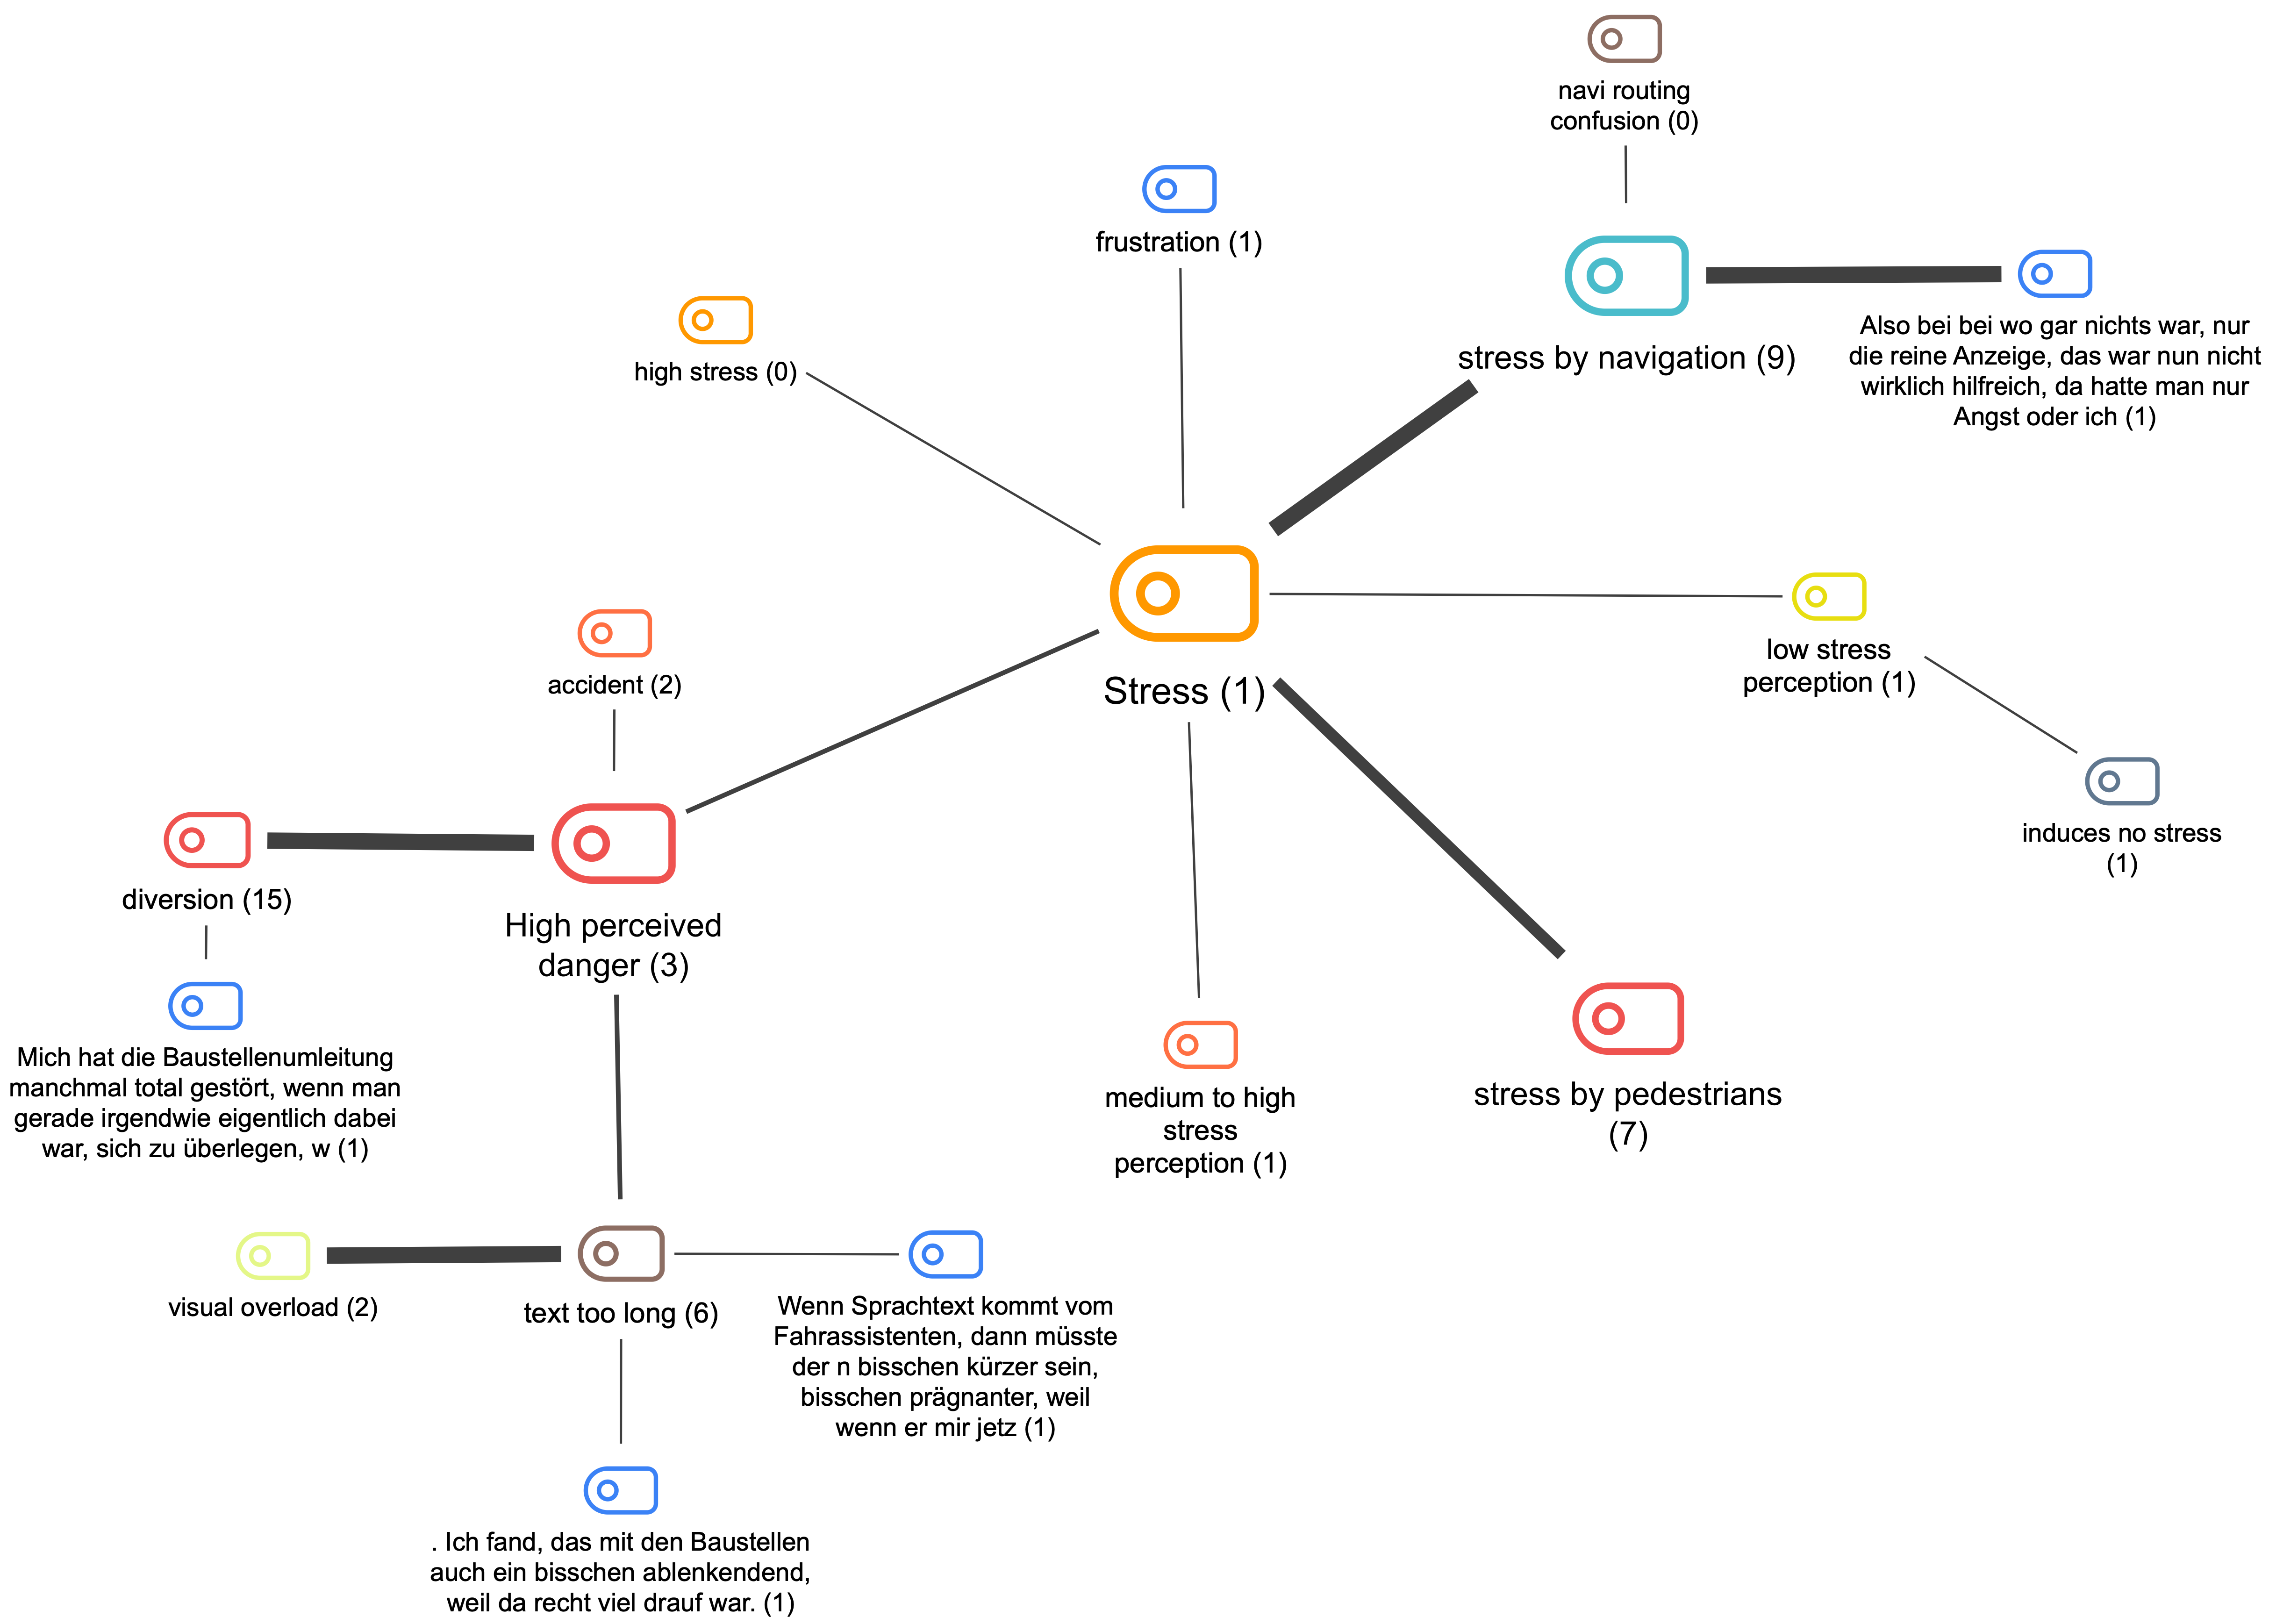 navi routing
confusion (0)
frustration (1)
stress by navigation (9)
Also bei bei wo gar nichts war, nur
die reine Anzeige, das war nun nicht
wirklich hilfreich, da hatte man nur
Angst oder ich (1)
high stress (0)
Stress (1)
low stress
perception (1)
accident (2)
induces no stress
(1)
diversion (15)
High perceived
danger (3)
Mich hat die Baustellenumleitung
manchmal total gestört, wenn man
gerade irgendwie eigentlich dabei
war, sich zu überlegen, w (1)
medium to high
stress
perception (1)
stress by pedestrians
(7)
visual overload (2)
text too long (6)
Wenn Sprachtext kommt vom
Fahrassistenten, dann müsste
der n bisschen kürzer sein,
bisschen prägnanter, weil
wenn er mir jetz (1)
. Ich fand, das mit den Baustellen
auch ein bisschen ablenkendend,
weil da recht viel drauf war. (1)